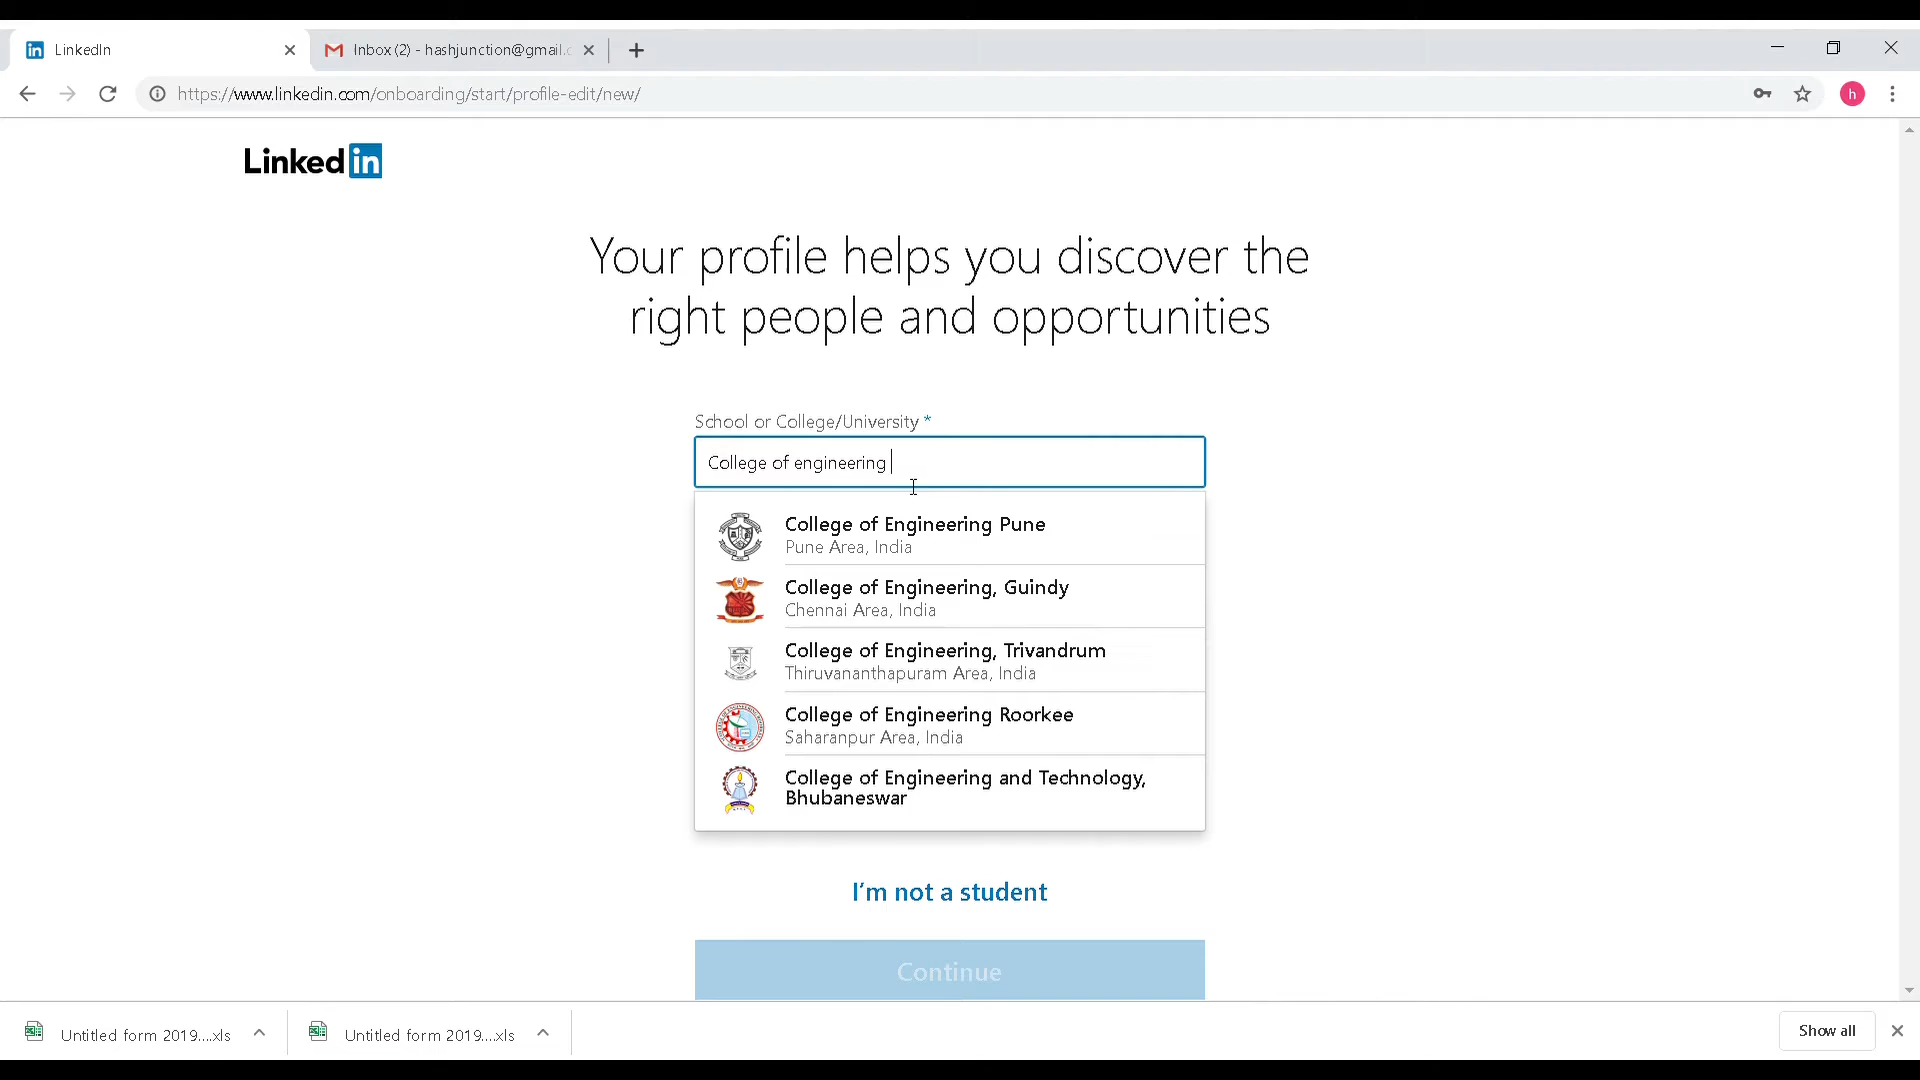 LinkedIn
Inbox (2) - hashjunction@gmail.c
https://www.linkedin.com/onboarding/start/profile-edit/new/
h
Linked in
Your profile helps you discover the
right people and opportunities
School or College/University *
College of engineering
College of Engineering Pune
Pune Area, India
College of Engineering, Guindy
Chennai Area, India
College of Engineering, Trivandrum
Thiruvananthapuram Area, India
College of Engineering Roorkee
Saharanpur Area, India
College of Engineering and Technology,
Bhubaneswar
I'm not a student
Continue
Untitled form 2019....xls
Untitled form 2019....xls
Show all